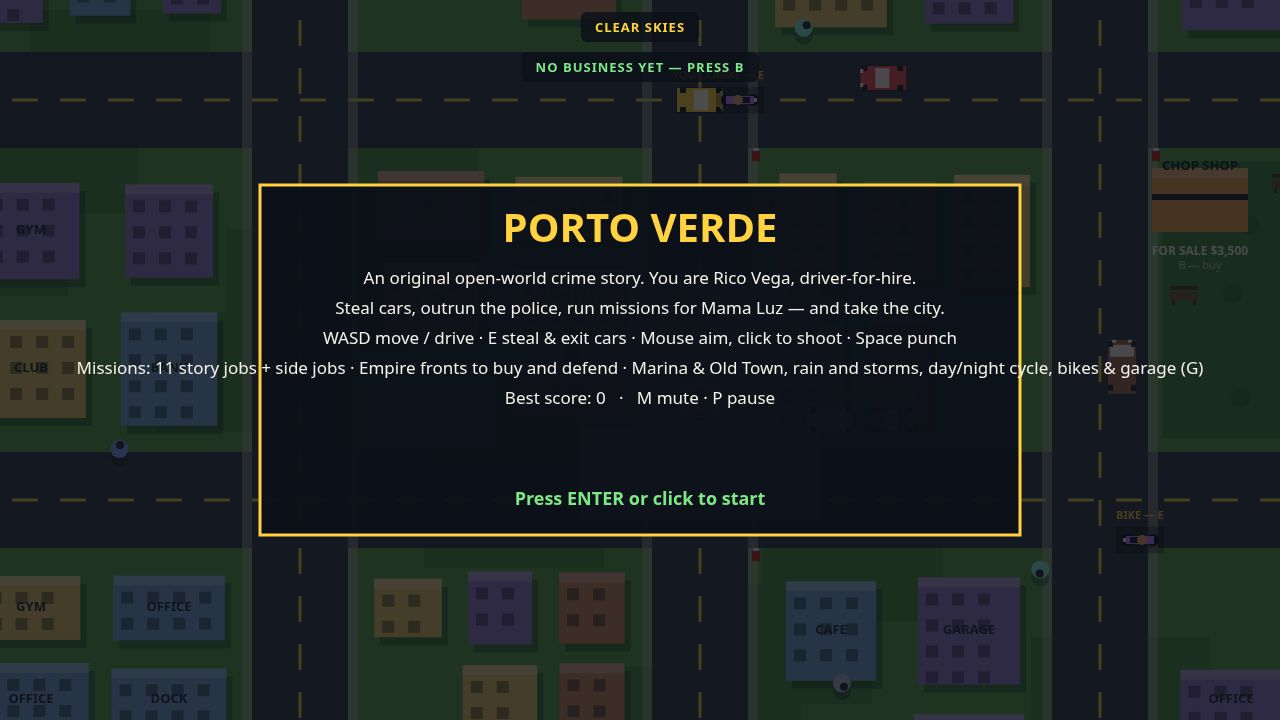 CLEAR SKIES
NO BUSINESS YET — PRESS B
CHOP SHOP
GYM
FOR SALE $3,500
B — buy
PORTO VERDE
An original open-world crime story. You are Rico Vega, driver-for-hire.
Steal cars, outrun the police, run missions for Mama Luz — and take the city.
WASD move / drive · E steal & exit cars · Mouse aim, click to shoot · Space punch
CLUB
Missions: 11 story jobs + side jobs · Empire fronts to buy and defend · Marina & Old Town, rain and storms, day/night cycle, bikes & garage (G)
Best score: 0 · M mute · P pause
Press ENTER or click to start
BIKE — E
GYM
OFFICE
CAFE
GARAGE
OFFICE
DOCK
OFFICE